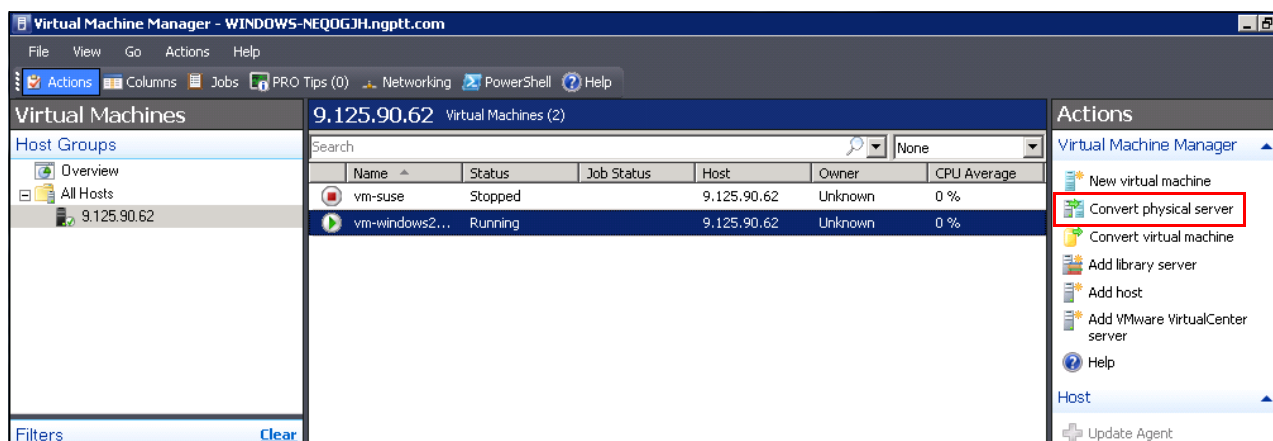 Virtual Machine Manager - WINDOWS-NEQOGJH.ngptt.com
File View Go Actions Help
Actions Columns Jobs PRO Tips (0) Networking PowerShell Help
Virtual Machines
Host Groups
Overview
All Hosts
9.125.90.62
Filters Clear
9.125.90.62 Virtual Machines (2)
Search None
Name Status Job Status Host Owner CPU Average
vm-suse Stopped 9.125.90.62 Unknown 0 %
vm-windows2... Running 9.125.90.62 Unknown 0 %
Actions
Virtual Machine Manager
New virtual machine
Convert physical server
Convert virtual machine
Add library server
Add host
Add VMware VirtualCenter
server
Help
Host
Update Agent